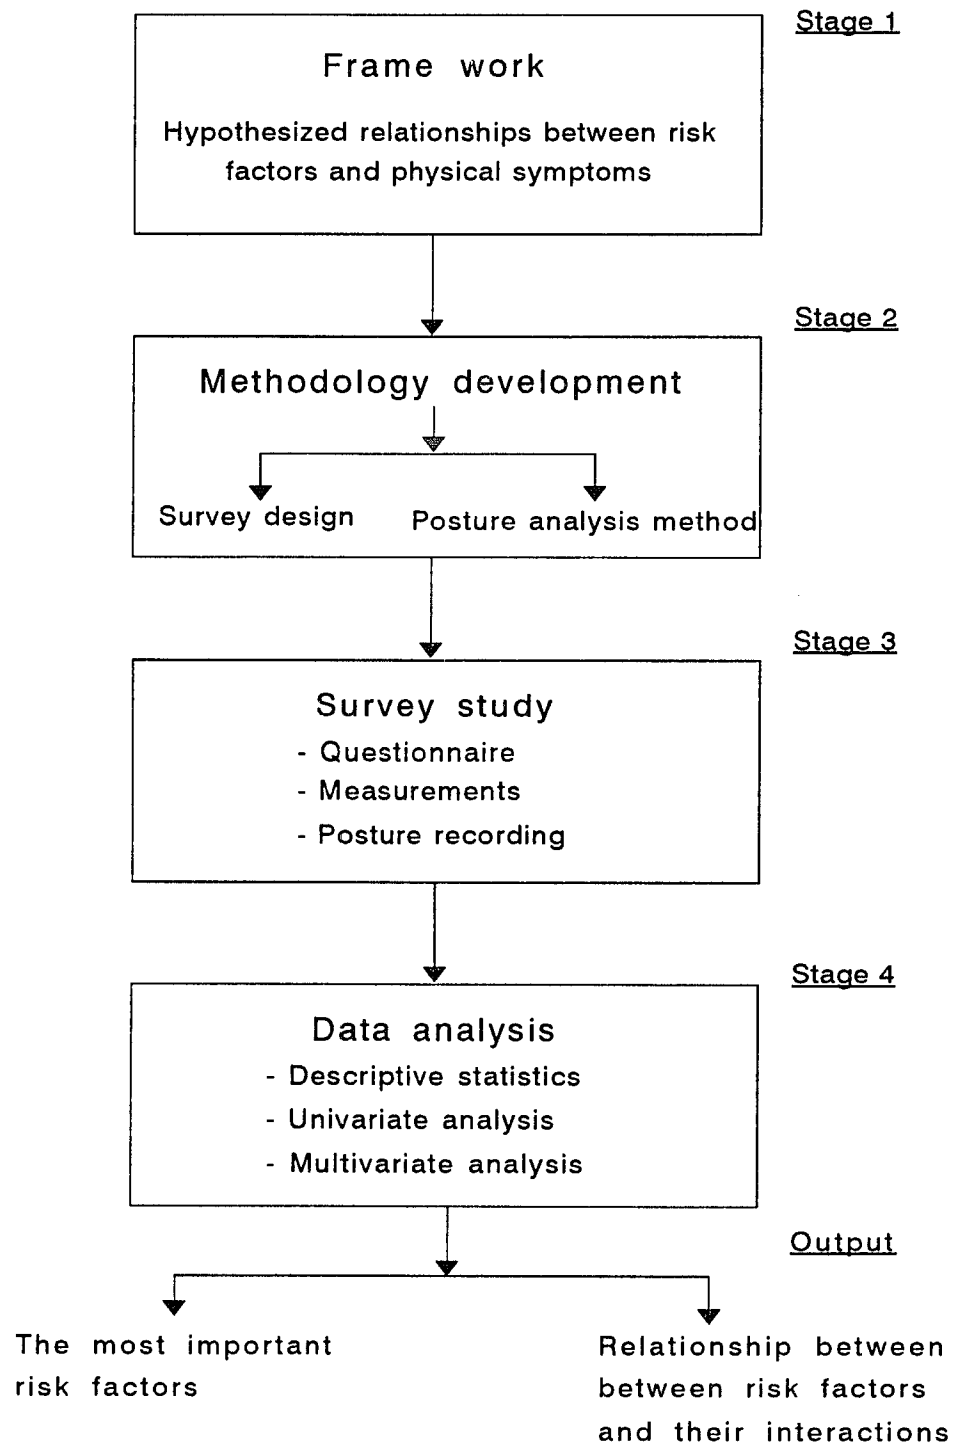 Stage 1
Frame work
Hypothesized relationships between risk
factors and physical symptoms
Stage 2
Methodology development
Survey design
Posture analysis method
Stage 3
Survey study
- Questionnaire
- Measurements
- Posture recording
Stage 4
Data analysis
- Descriptive statistics
- Univariate analysis
- Multivariate analysis
Output
The most important
risk factors
Relationship between
between risk factors
and their interactions